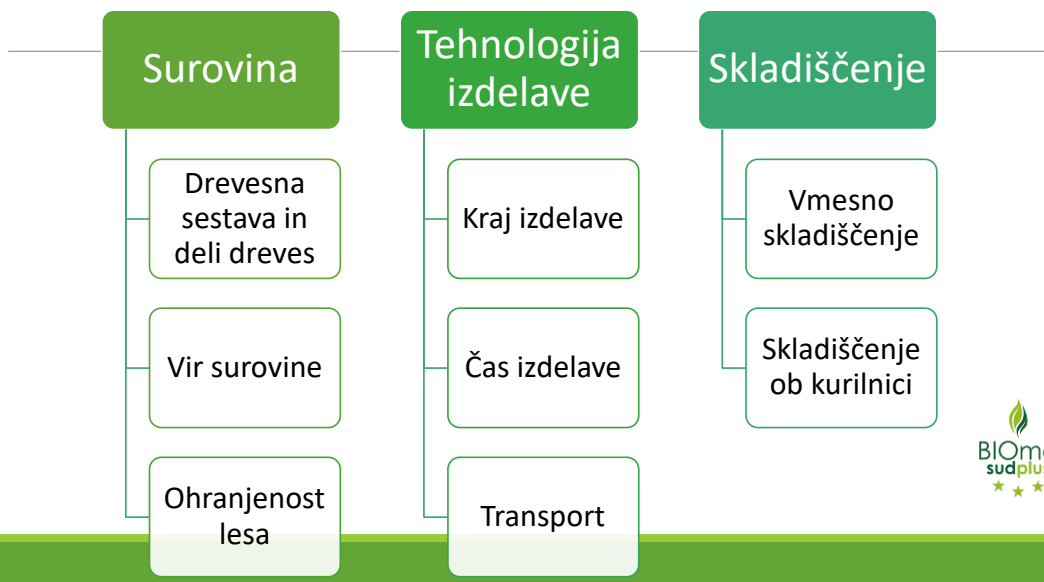 Surovina
Drevesna
sestava in
deli dreves
Vir surovine
Ohranjenost
lesa
Tehnologija
izdelave
Kraj izdelave
Čas izdelave
Transport
Skladiščenje
Vmesno
skladiščenje
Skladiščenje
ob kurilnici
sudplus